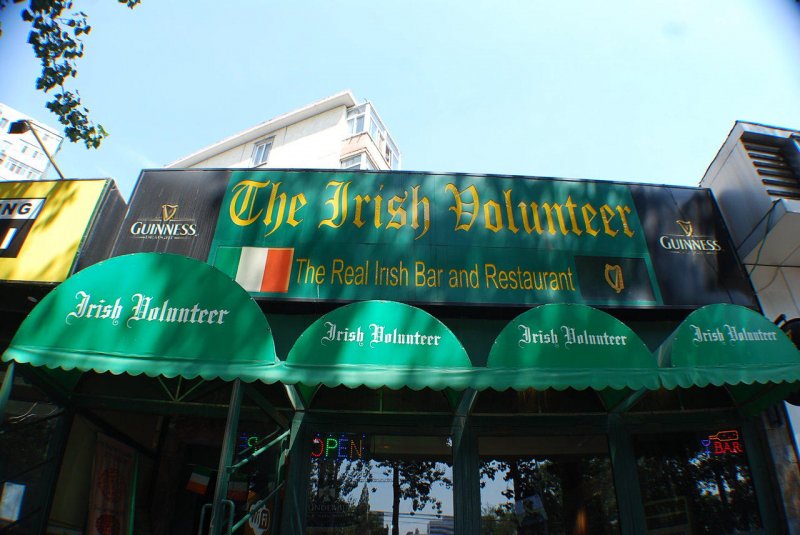 NG
GUINNESS
The Irish Volunteer
The Real Irish Bar and Restaurant
GUINNESS
Irish Volunteer
Irish Volunteer
Irish Volunteer
Irish Volunteer
OPEN
BAR